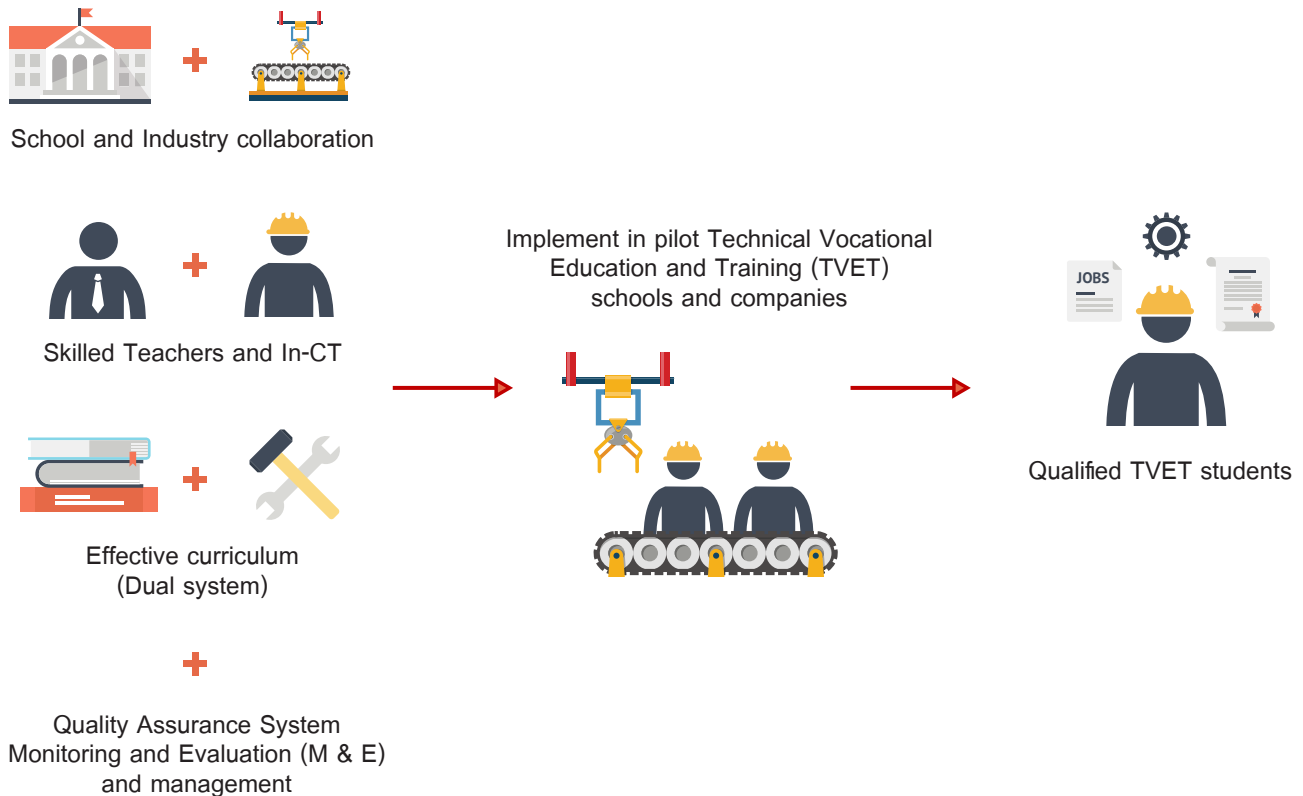 School and Industry collaboration
Skilled Teachers and In-CT
Effective curriculum
(Dual system)
Quality Assurance System
Monitoring and Evaluation (M & E)
and management
Implement in pilot Technical Vocational
Education and Training (TVET)
schools and companies
JOBS
Qualified TVET students